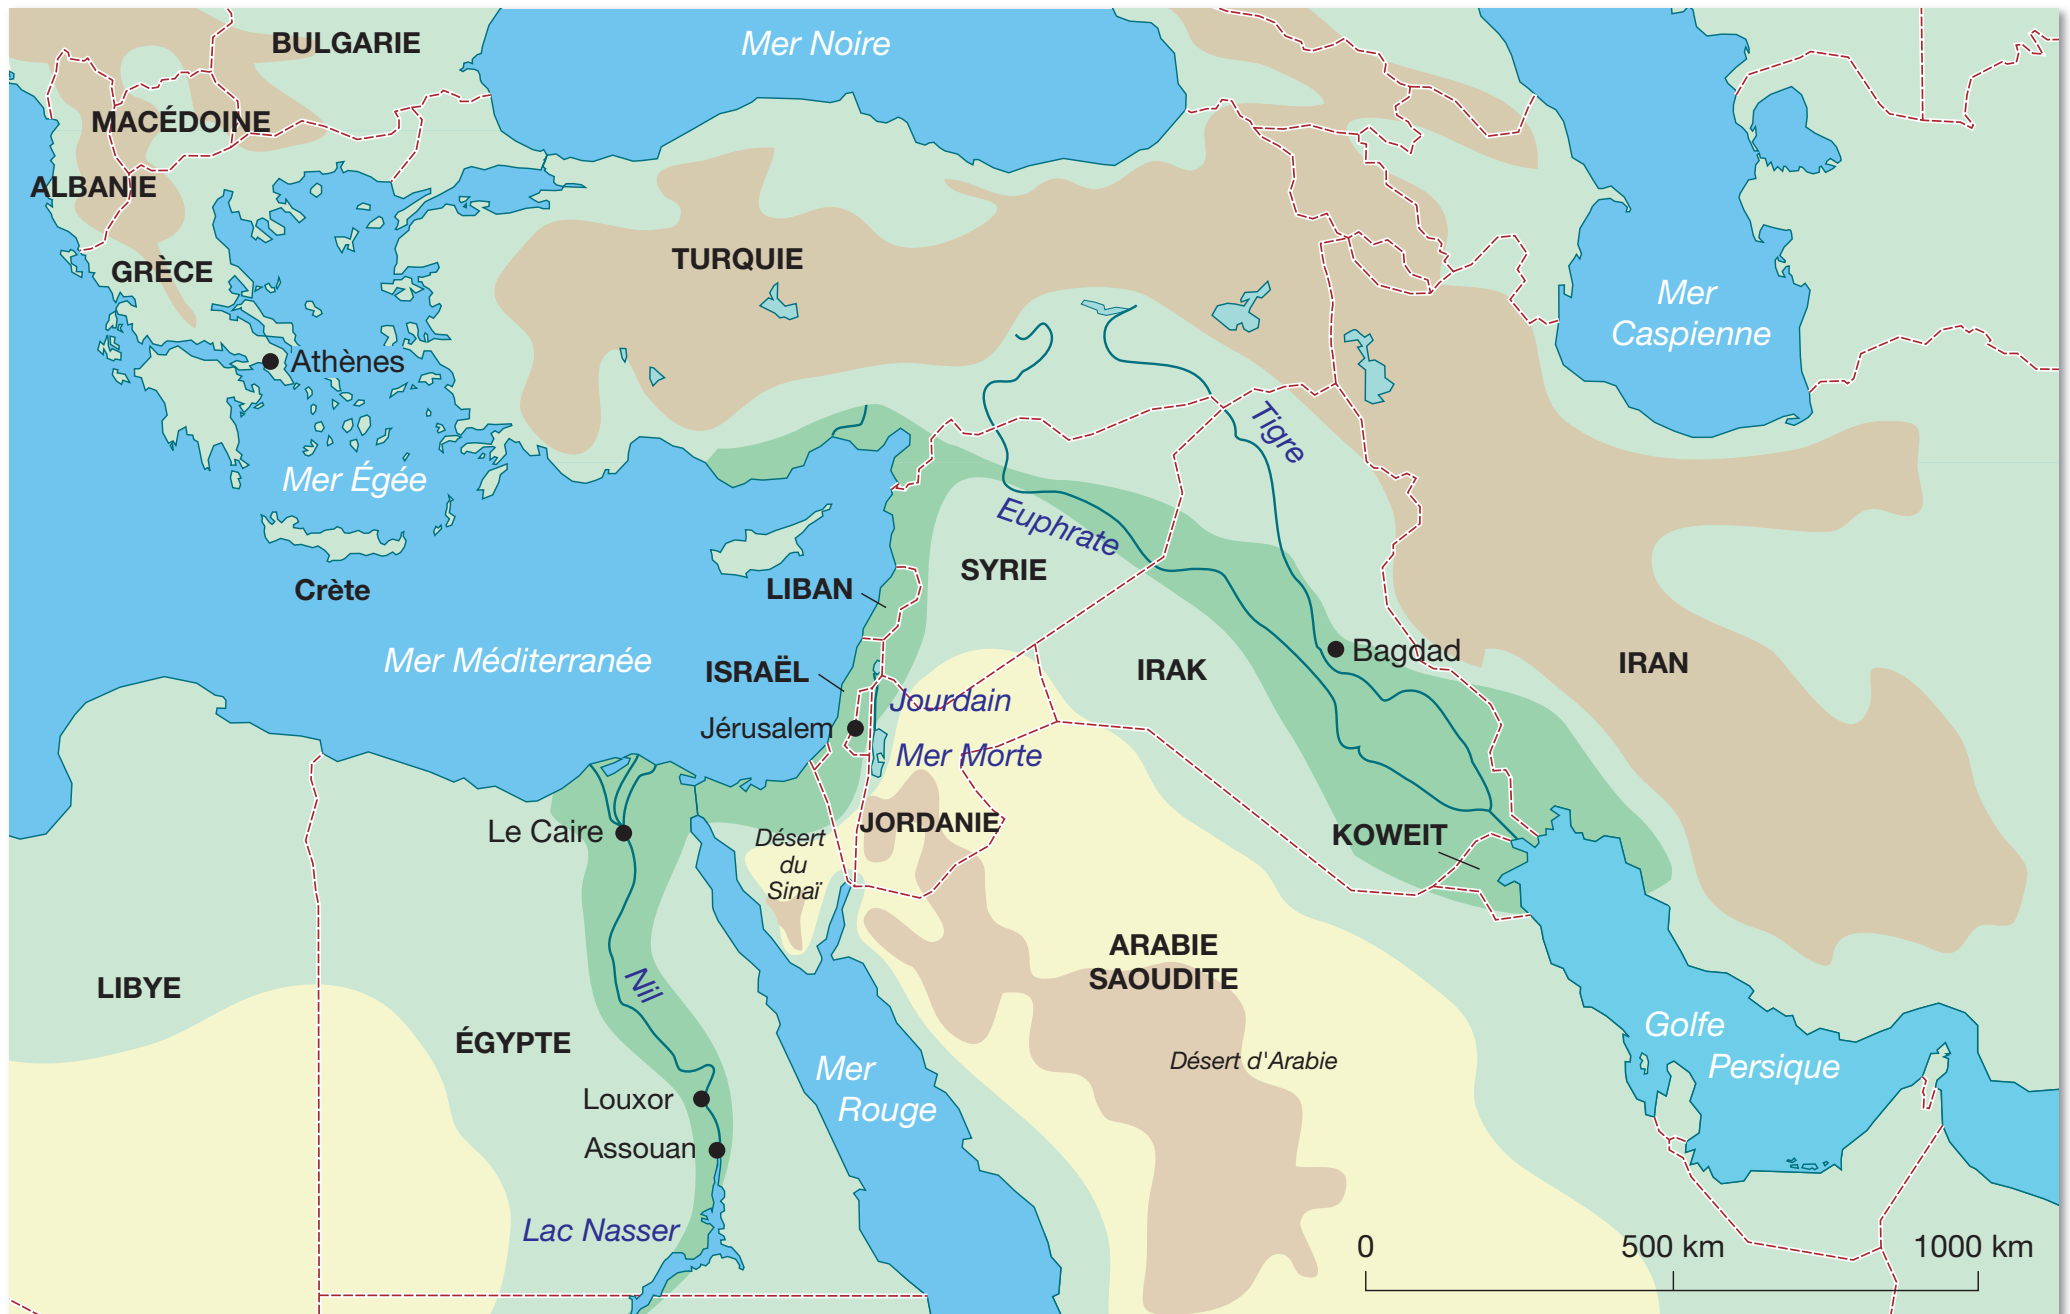 BULGARIE
Mer Noire
MACÉDOINE
ALBANIE
GRÈCE
TURQUIE
Mer
Caspienne
Athènes
Tigre
Mer Égée
Euphrate
SYRIE
LIBAN
Crète
Mer Méditerranée
ISRAËL
IRAK
Bagdad
IRAN
Jourdain
Jérusalem
Mer Morte
Le Caire
Désert
du
Sinaï
JORDANIE
KOWEIT
ARABIE
SAOUDITE
LIBYE
Nil
ÉGYPTE
Golfe
Persique
Mer
Rouge
Désert d'Arabie
Louxor
Assouan
Lac Nasser
0 500 km 1000 km